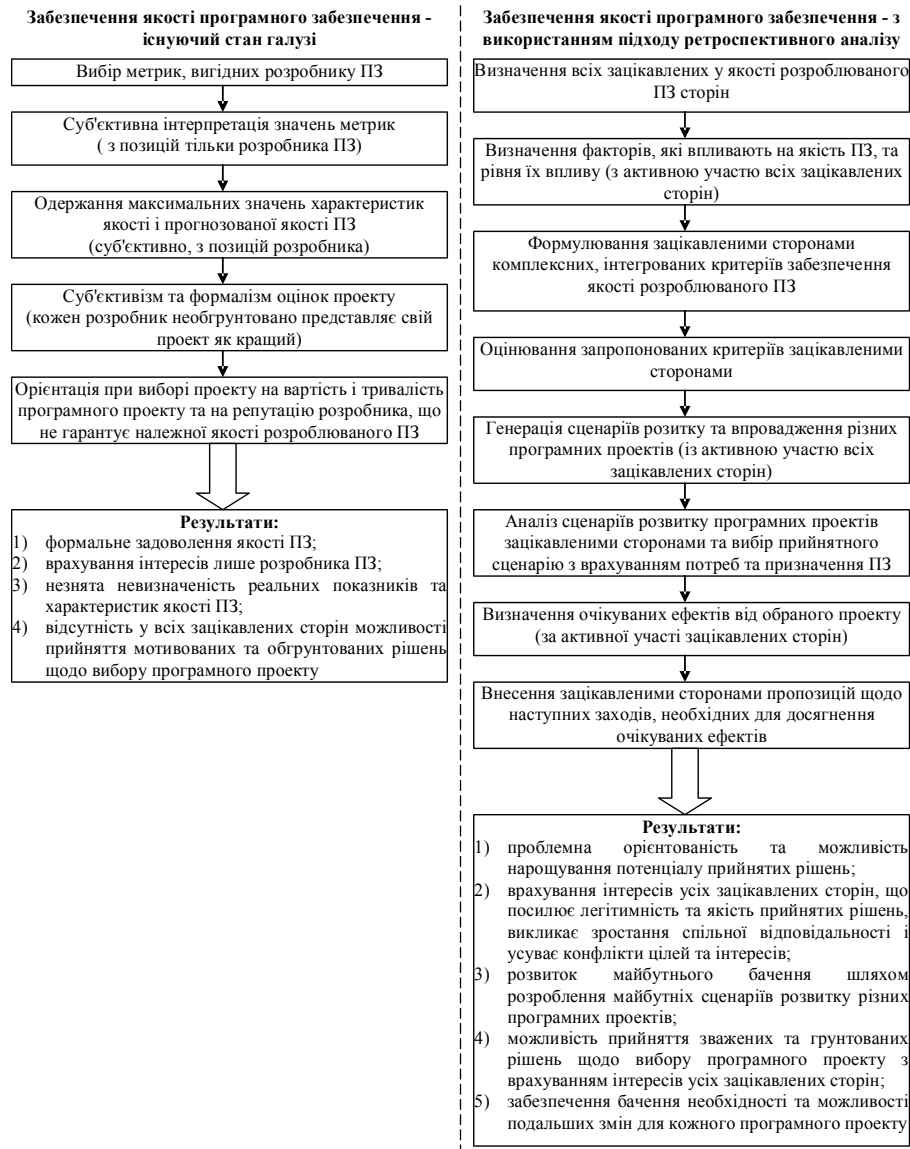 Забезпечення якості програмного забезпечення -
існуючий стан галузі
Вибір метрик, вигідних розробнику ПЗ
Суб'єктивна інтерпретація значень метрик
( з позицій тільки розробника ПЗ)
Одержання максимальних значень характеристик
якості і прогнозованої якості ПЗ
(суб'єктивно, з позицій розробника)
Суб'єктивізм та формалізм оцінок проекту
(кожен розробник необгрунтовано представляє свій
проект як кращий)
Орієнтація при виборі проекту на вартість і тривалість
програмного проекту та на репутацію розробника, що
не гарантує належної якості розроблюваного ПЗ
Результати:
1) формальне задоволення якості ПЗ;
2) врахування інтересів лише розробника ПЗ;
3) незнята невизначеність реальних показників та
характеристик якості ПЗ;
4) відсутність у всіх зацікавлених сторін можливості
прийняття мотивованих та обгрунтованих рішень
щодо вибору програмного проекту
Забезпечення якості програмного забезпечення - з
використанням підходу ретроспективного аналізу
Визначення всіх зацікавлених у якості розроблюваного
ПЗ сторін
Визначення факторів, які впливають на якість ПЗ, та
рівня їх впливу (з активною участю всіх зацікавлених
сторін)
Формулювання зацікавленими сторонами
комплексних, інтегрованих критеріїв забезпечення
якості розроблюваного ПЗ
Оцінювання запропонованих критеріїв зацікавленими
сторонами
Генерація сценаріїв розитку та впровадження різних
програмних проектів (із активною участю всіх
зацікавлених сторін)
Аналіз сценаріїв розвитку програмних проектів
зацікавленими сторонами та вибір прийнятного
сценарію з врахуванням потреб та призначення ПЗ
Визначення очікуваних ефектів від обраного проекту
(за активної участі зацікавлених сторін)
Внесення зацікавленими сторонами пропозицій щодо
наступних заходів, необхідних для досягнення
очікуваних ефектів
Результати:
1) проблемна орієнтованість та можливість
нарощування потенціалу прийнятих рішень;
2) врахування інтересів усіх зацікавлених сторін, що
посилює легітимність та якість прийнятих рішень,
викликає зростання спільної відповідальності і
усуває конфлікти цілей та інтересів;
3) розвиток майбутнього бачення шляхом
розроблення майбутніх сценаріїв розвитку різних
програмних проектів;
4) можливість прийняття зважених та грунтованих
рішень щодо вибору програмного проекту з
врахуванням інтересів усіх зацікавлених сторін;
5) забезпечення бачення необхідності та можливості
подальших змін для кожного програмного проекту